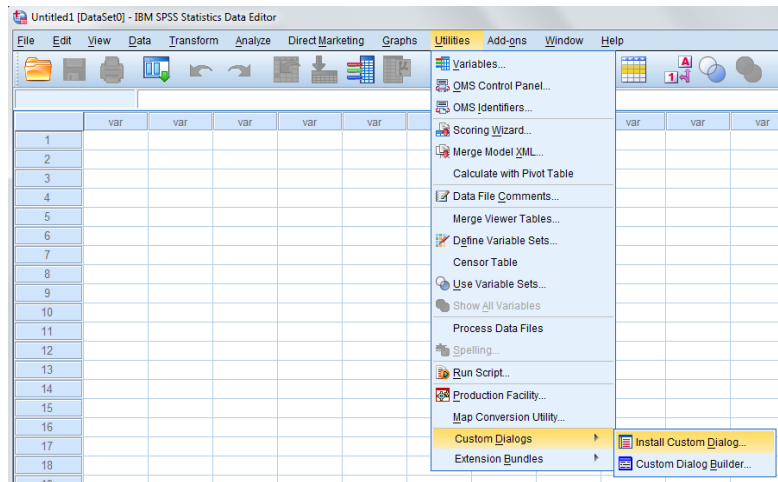 Untitled1 [DataSet0] - IBM SPSS Statistics Data Editor
File Edit View Data Transform Analyze Direct Marketing Graphs Utilities Add-ons Window Help
var var var var var var var var
1
2
3
4
5
6
7
8
9
10
11
12
13
14
15
16
17
18
Variables...
OMS Control Panel...
OMS Identifiers...
Scoring Wizard...
Merge Model XML...
Calculate with Pivot Table
Data File Comments...
Merge Viewer Tables...
Define Variable Sets...
Censor Table
Use Variable Sets...
Show All Variables
Process Data Files
Spelling...
Run Script...
Production Facility...
Map Conversion Utility...
Custom Dialogs
Extension Bundles
Install Custom Dialog...
Custom Dialog Builder...